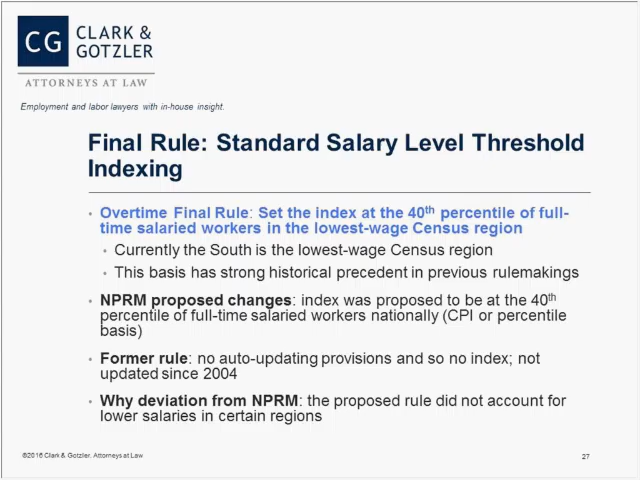 CG CLARK &
GOTZLER
ATTORNEYS AT LAW
Employment and labor lawyers with in-house insight.
Final Rule: Standard Salary Level Threshold
Indexing
• Overtime Final Rule: Set the index at the 40th percentile of full-
time salaried workers in the lowest-wage Census region
• Currently the South is the lowest-wage Census region
• This basis has strong historical precedent in previous rulemakings
• NPRM proposed changes: index was proposed to be at the 40th
percentile of full-time salaried workers nationally (CPI or percentile
basis)
• Former rule: no auto-updating provisions and so no index; not
updated since 2004
• Why deviation from NPRM: the proposed rule did not account for
lower salaries in certain regions
©2016 Clark & Gotzler, Attorneys at Law
27